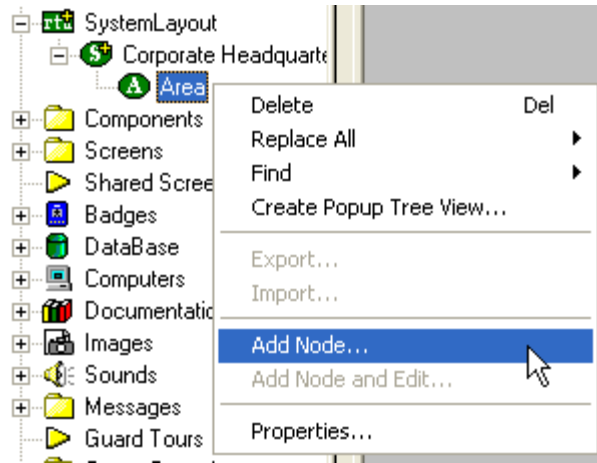 rtu SystemLayout
S Corporate Headquarte
A Area
Components
Screens
Shared Scree
Badges
DataBase
Computers
Documentatio
Images
Sounds
Messages
Guard Tours
Delete Del
Replace All
Find
Create Popup Tree View...
Export...
Import...
Add Node...
Add Node and Edit...
Properties...